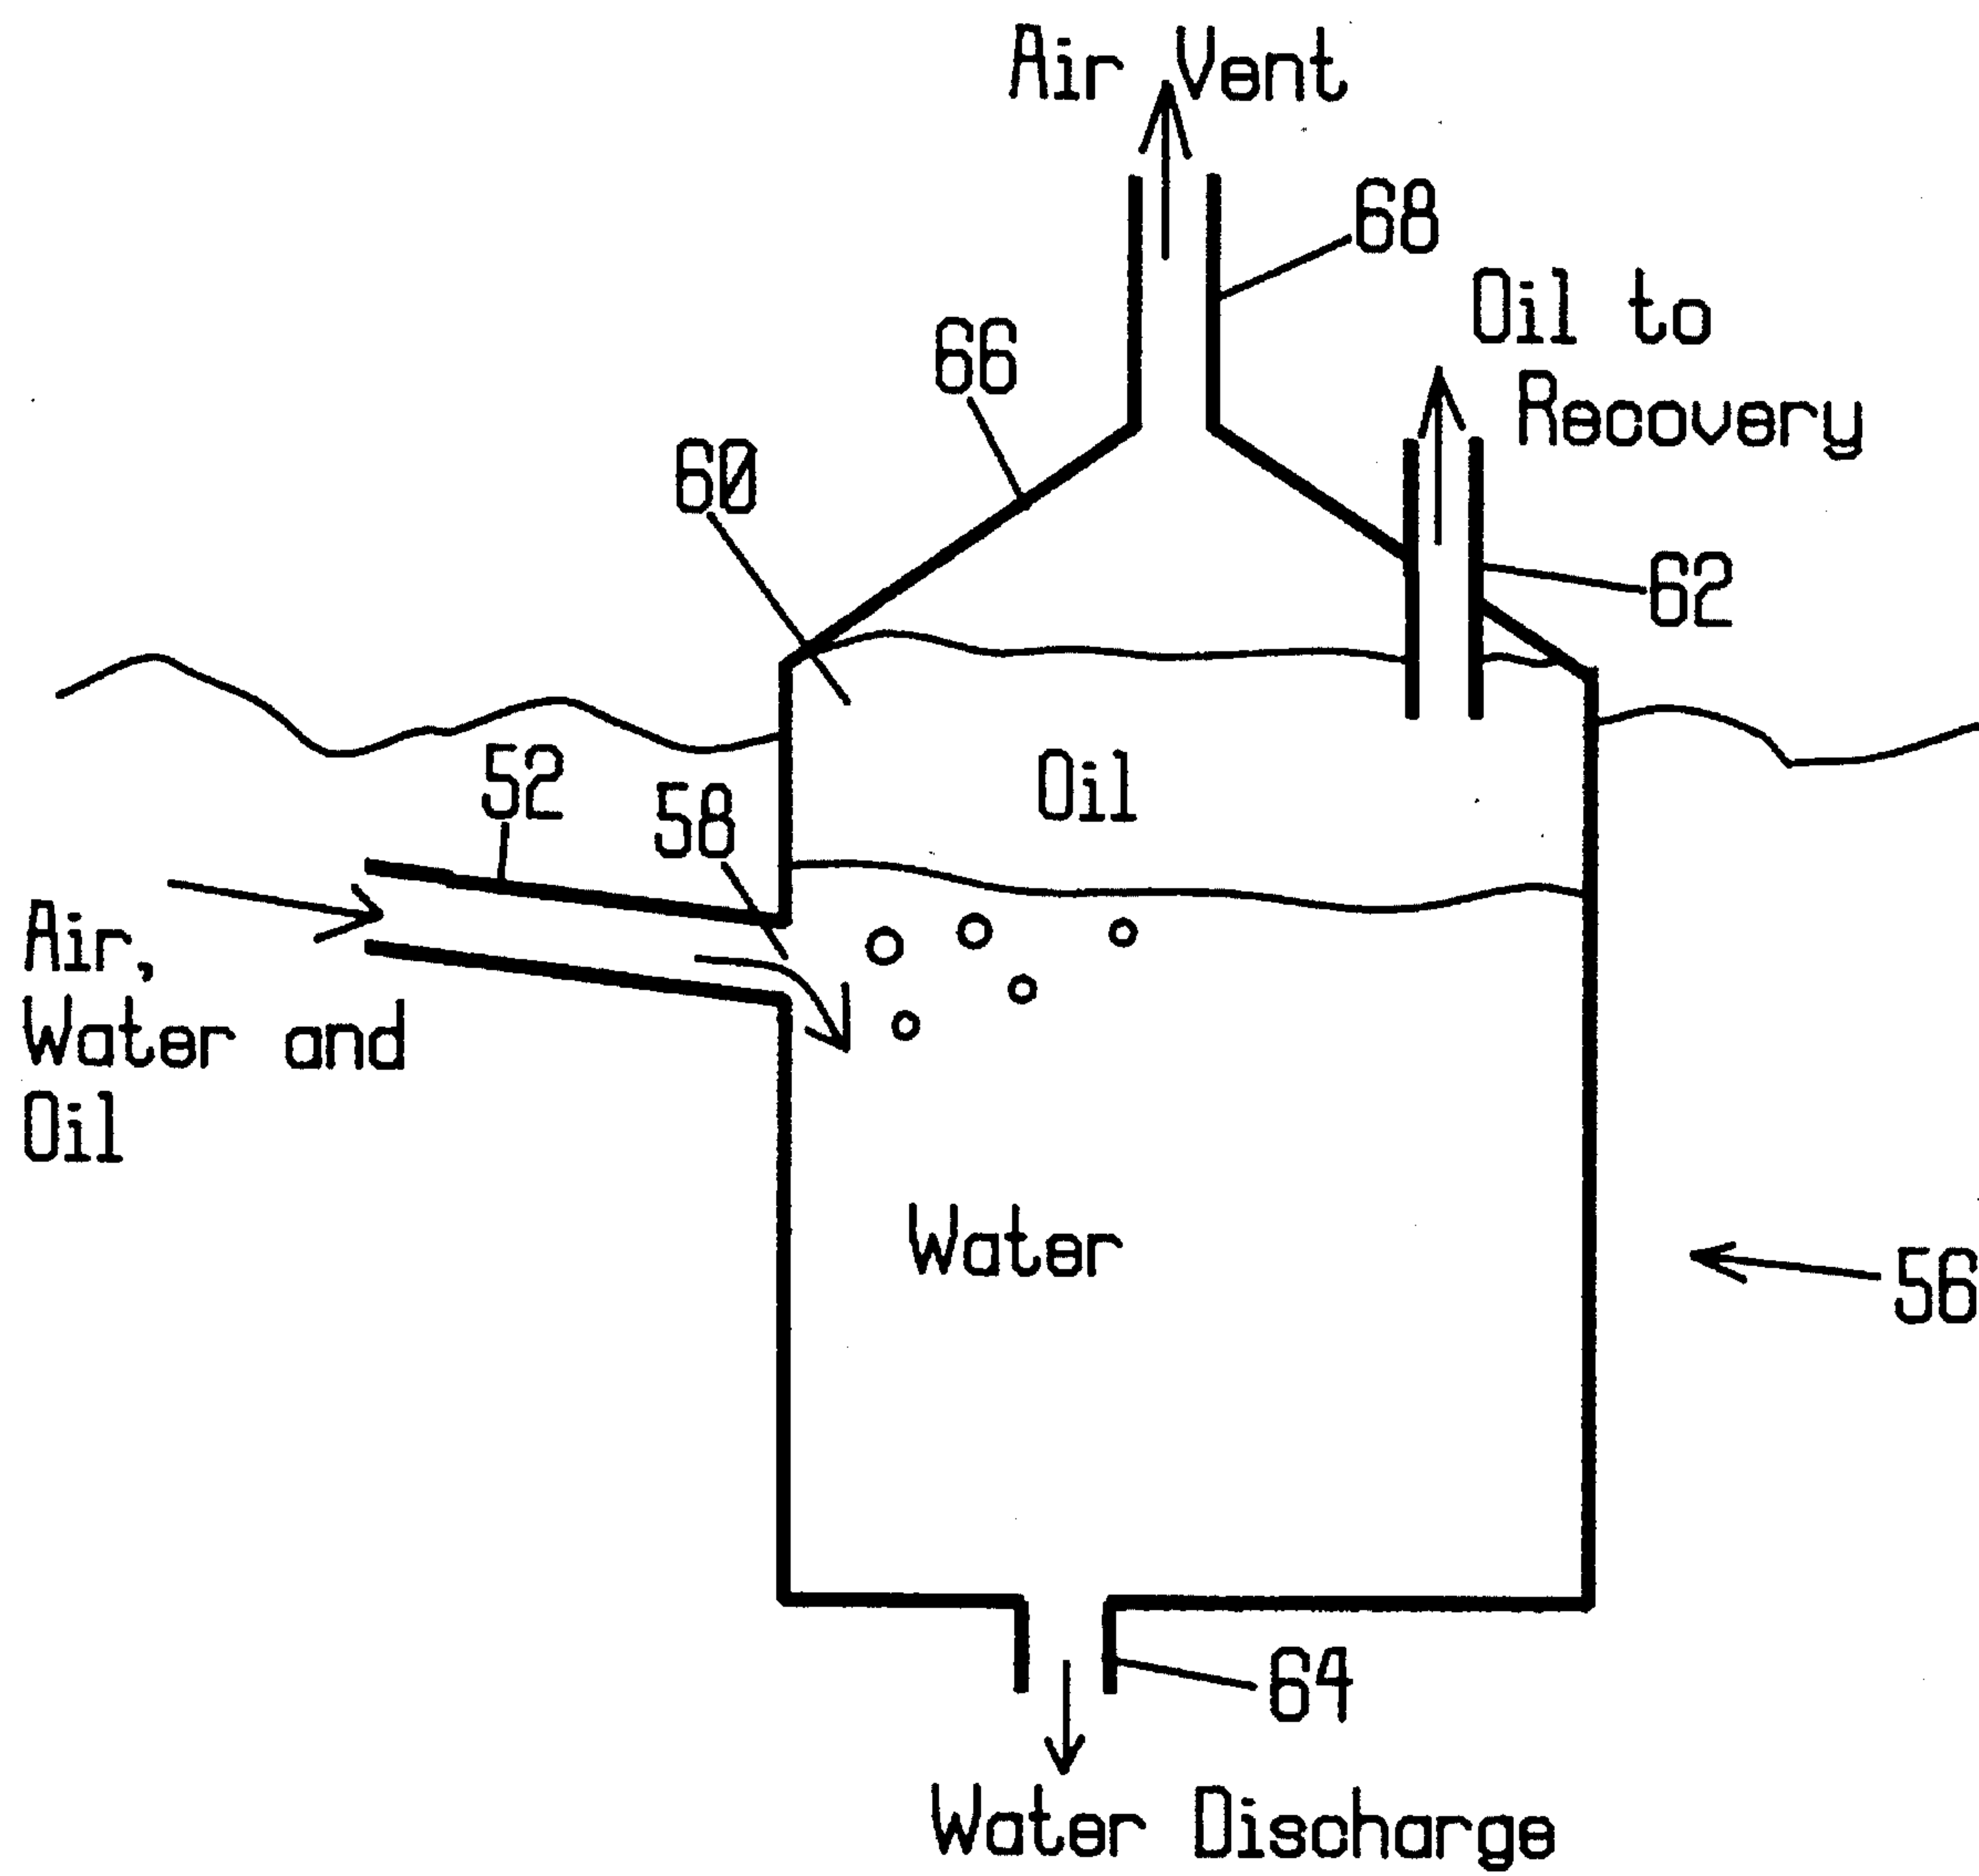 Air Vent
68
Oil to
Recovery
66
60
62
52
58
Oil
Air,
Water and
Oil
Water
56
64
Water Discharge